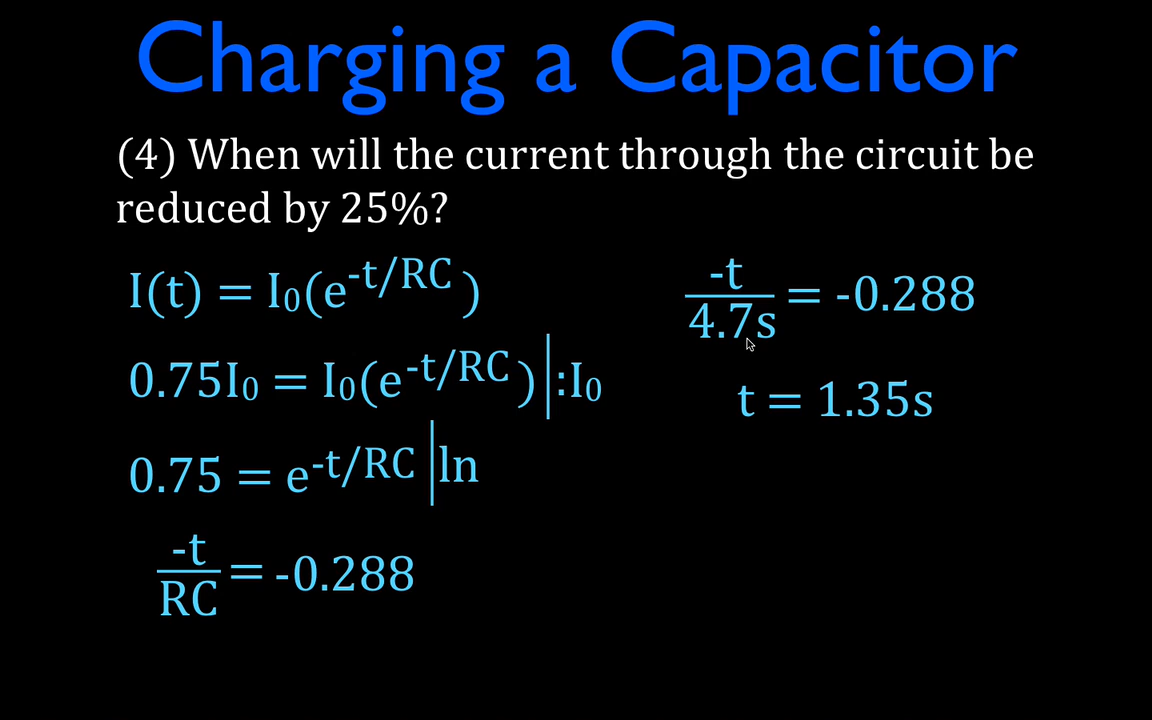 Charging a Capacitor
(4) When will the current through the circuit be
reduced by 25%?
I(t) = I₀(e^-t/RC )
0.75I₀ = I₀(e^-t/RC )|:I₀
0.75 = e^-t/RC |ln
-t/RC = -0.288
-t/4.7s = -0.288
t = 1.35s